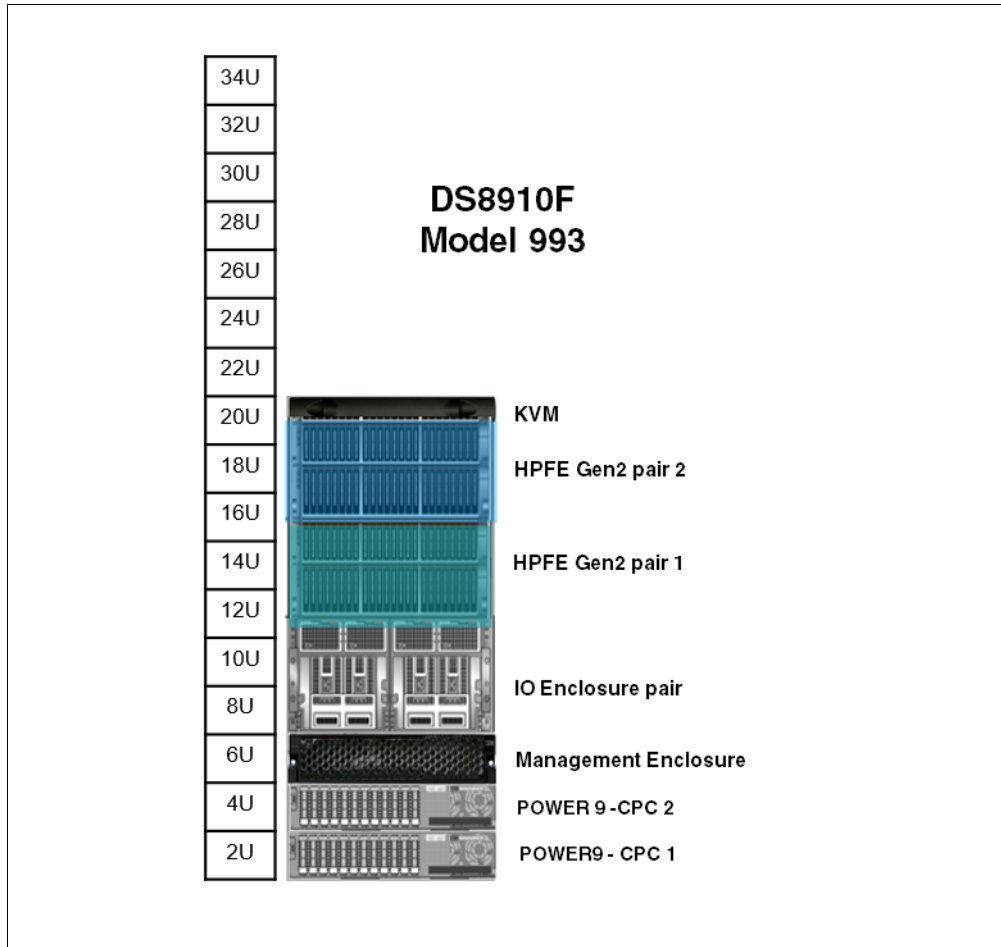 34U
32U
30U
28U
26U
24U
22U
20U
18U
16U
14U
12U
10U
8U
6U
4U
2U
DS8910F
Model 993
KVM
HPFE Gen2 pair 2
HPFE Gen2 pair 1
IO Enclosure pair
Management Enclosure
POWER 9 -CPC 2
POWER9 - CPC 1